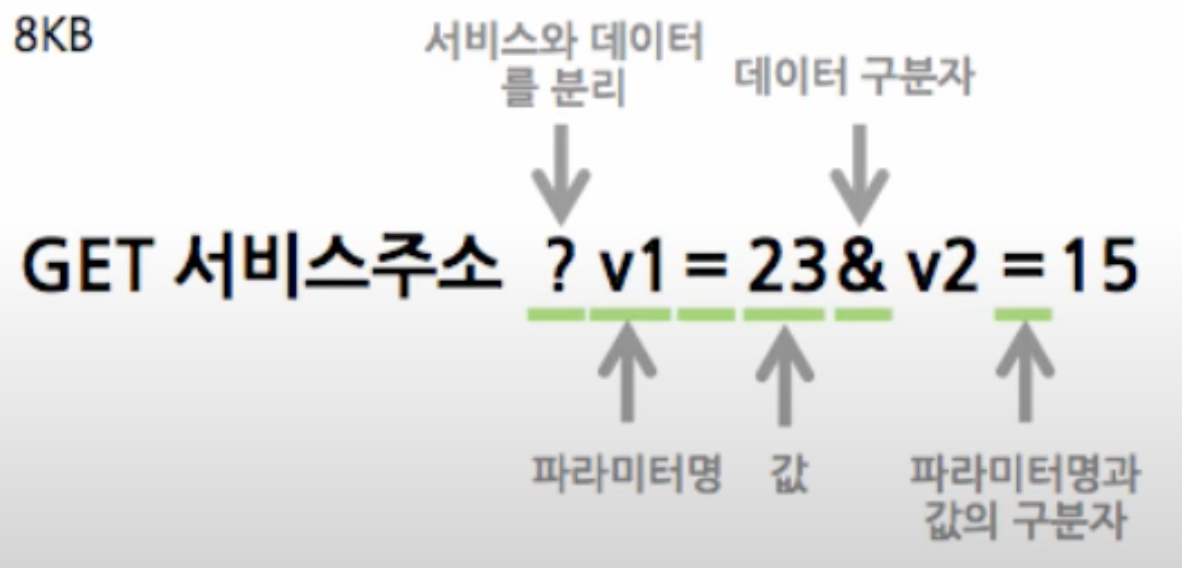 8KB
서비스와 데이터
를 분리
데이터 구분자
GET 서비스주소 ? v1 = 23& v2 =15
파라미터명
값
파라미터명과
값의 구분자